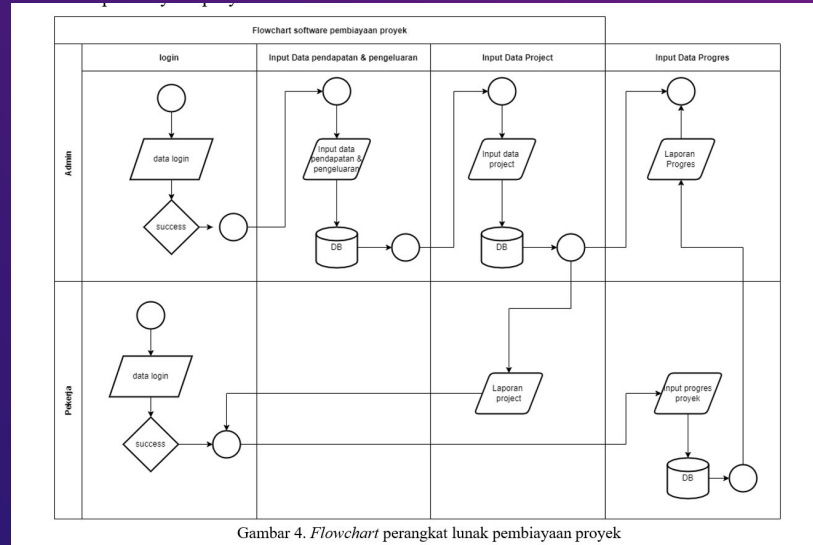 Flowchart software pembiayaan proyek
login
Input Data pendapatan & pengeluaran
Input Data Project
Input Data Progres
Admin
data login
success
Input data
pendapatan &
pengeluaran
DB
Input data
project
DB
Laporan
Progres
Pekerja
data login
success
Laporan
project
Input progres
proyek
DB
Gambar 4. Flowchart perangkat lunak pembiayaan proyek